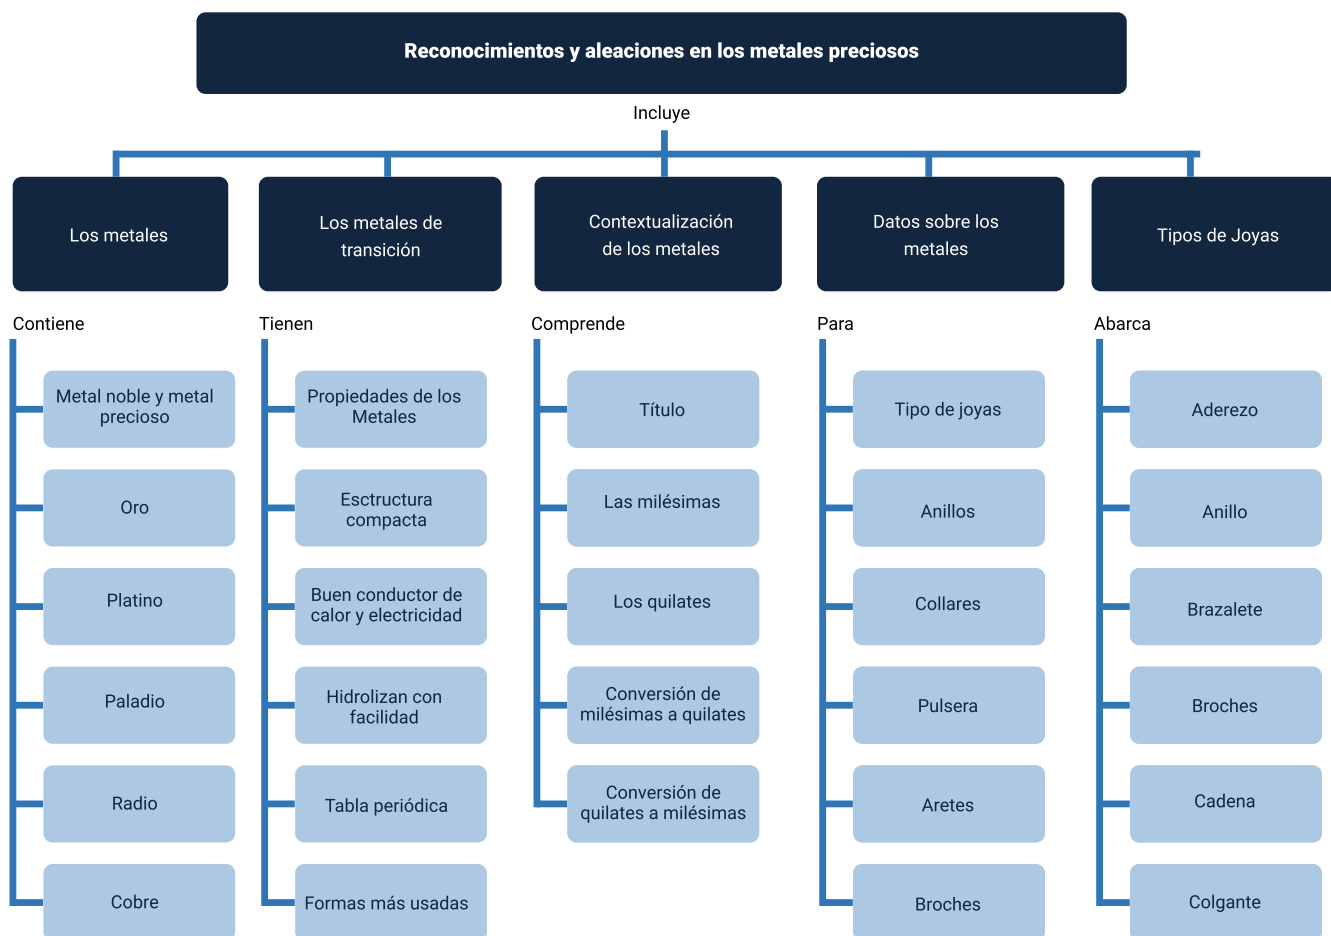 Reconocimientos y aleaciones en los metales preciosos
Incluye
Los metales
Los metales de
transición
Contextualización
de los metales
Datos sobre los
metales
Tipos de Joyas
Contiene
Metal noble y metal
precioso
Oro
Platino
Paladio
Radio
Cobre
Tienen
Propiedades de los
Metales
Esctructura
compacta
Buen conductor de
calor y electricidad
Hidrolizan con
facilidad
Tabla periódica
Formas más usadas
Comprende
Título
Las milésimas
Los quilates
Conversión de
milésimas a quilates
Conversión de
quilates a milésimas
Para
Tipo de joyas
Anillos
Collares
Pulsera
Aretes
Broches
Abarca
Aderezo
Anillo
Brazalete
Broches
Cadena
Colgante